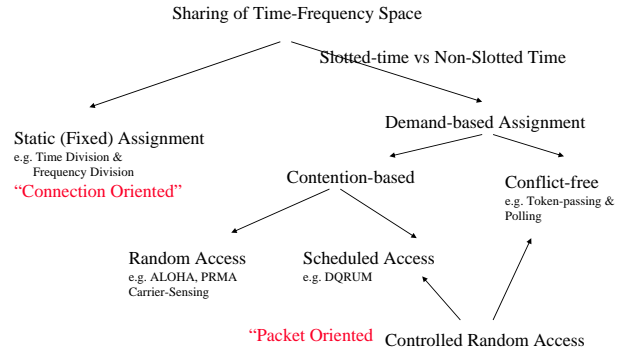 Sharing of Time-Frequency Space
Slotted-time vs Non-Slotted Time
Static (Fixed) Assignment
e.g. Time Division &
Frequency Division
“Connection Oriented”
Demand-based Assignment
Contention-based
Conflict-free
e.g. Token-passing &
Polling
Random Access
e.g. ALOHA, PRMA
Carrier-Sensing
Scheduled Access
e.g. DQRUM
“Packet Oriented
Controlled Random Access